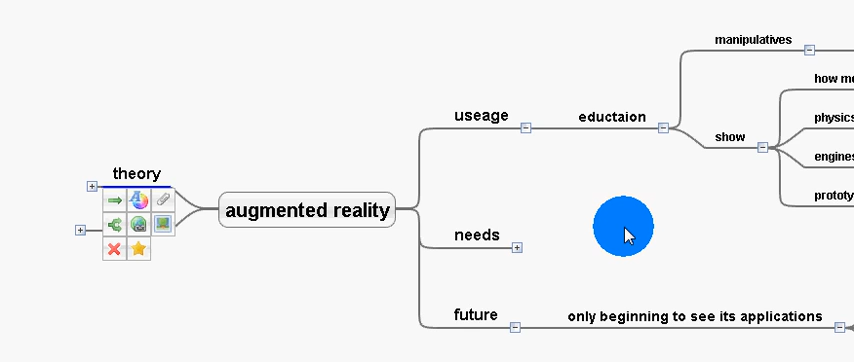 manipulatives
how
useage
eductaion
physics
show
engines
theory
prototy
augmented reality
needs
future
only beginning to see its applications